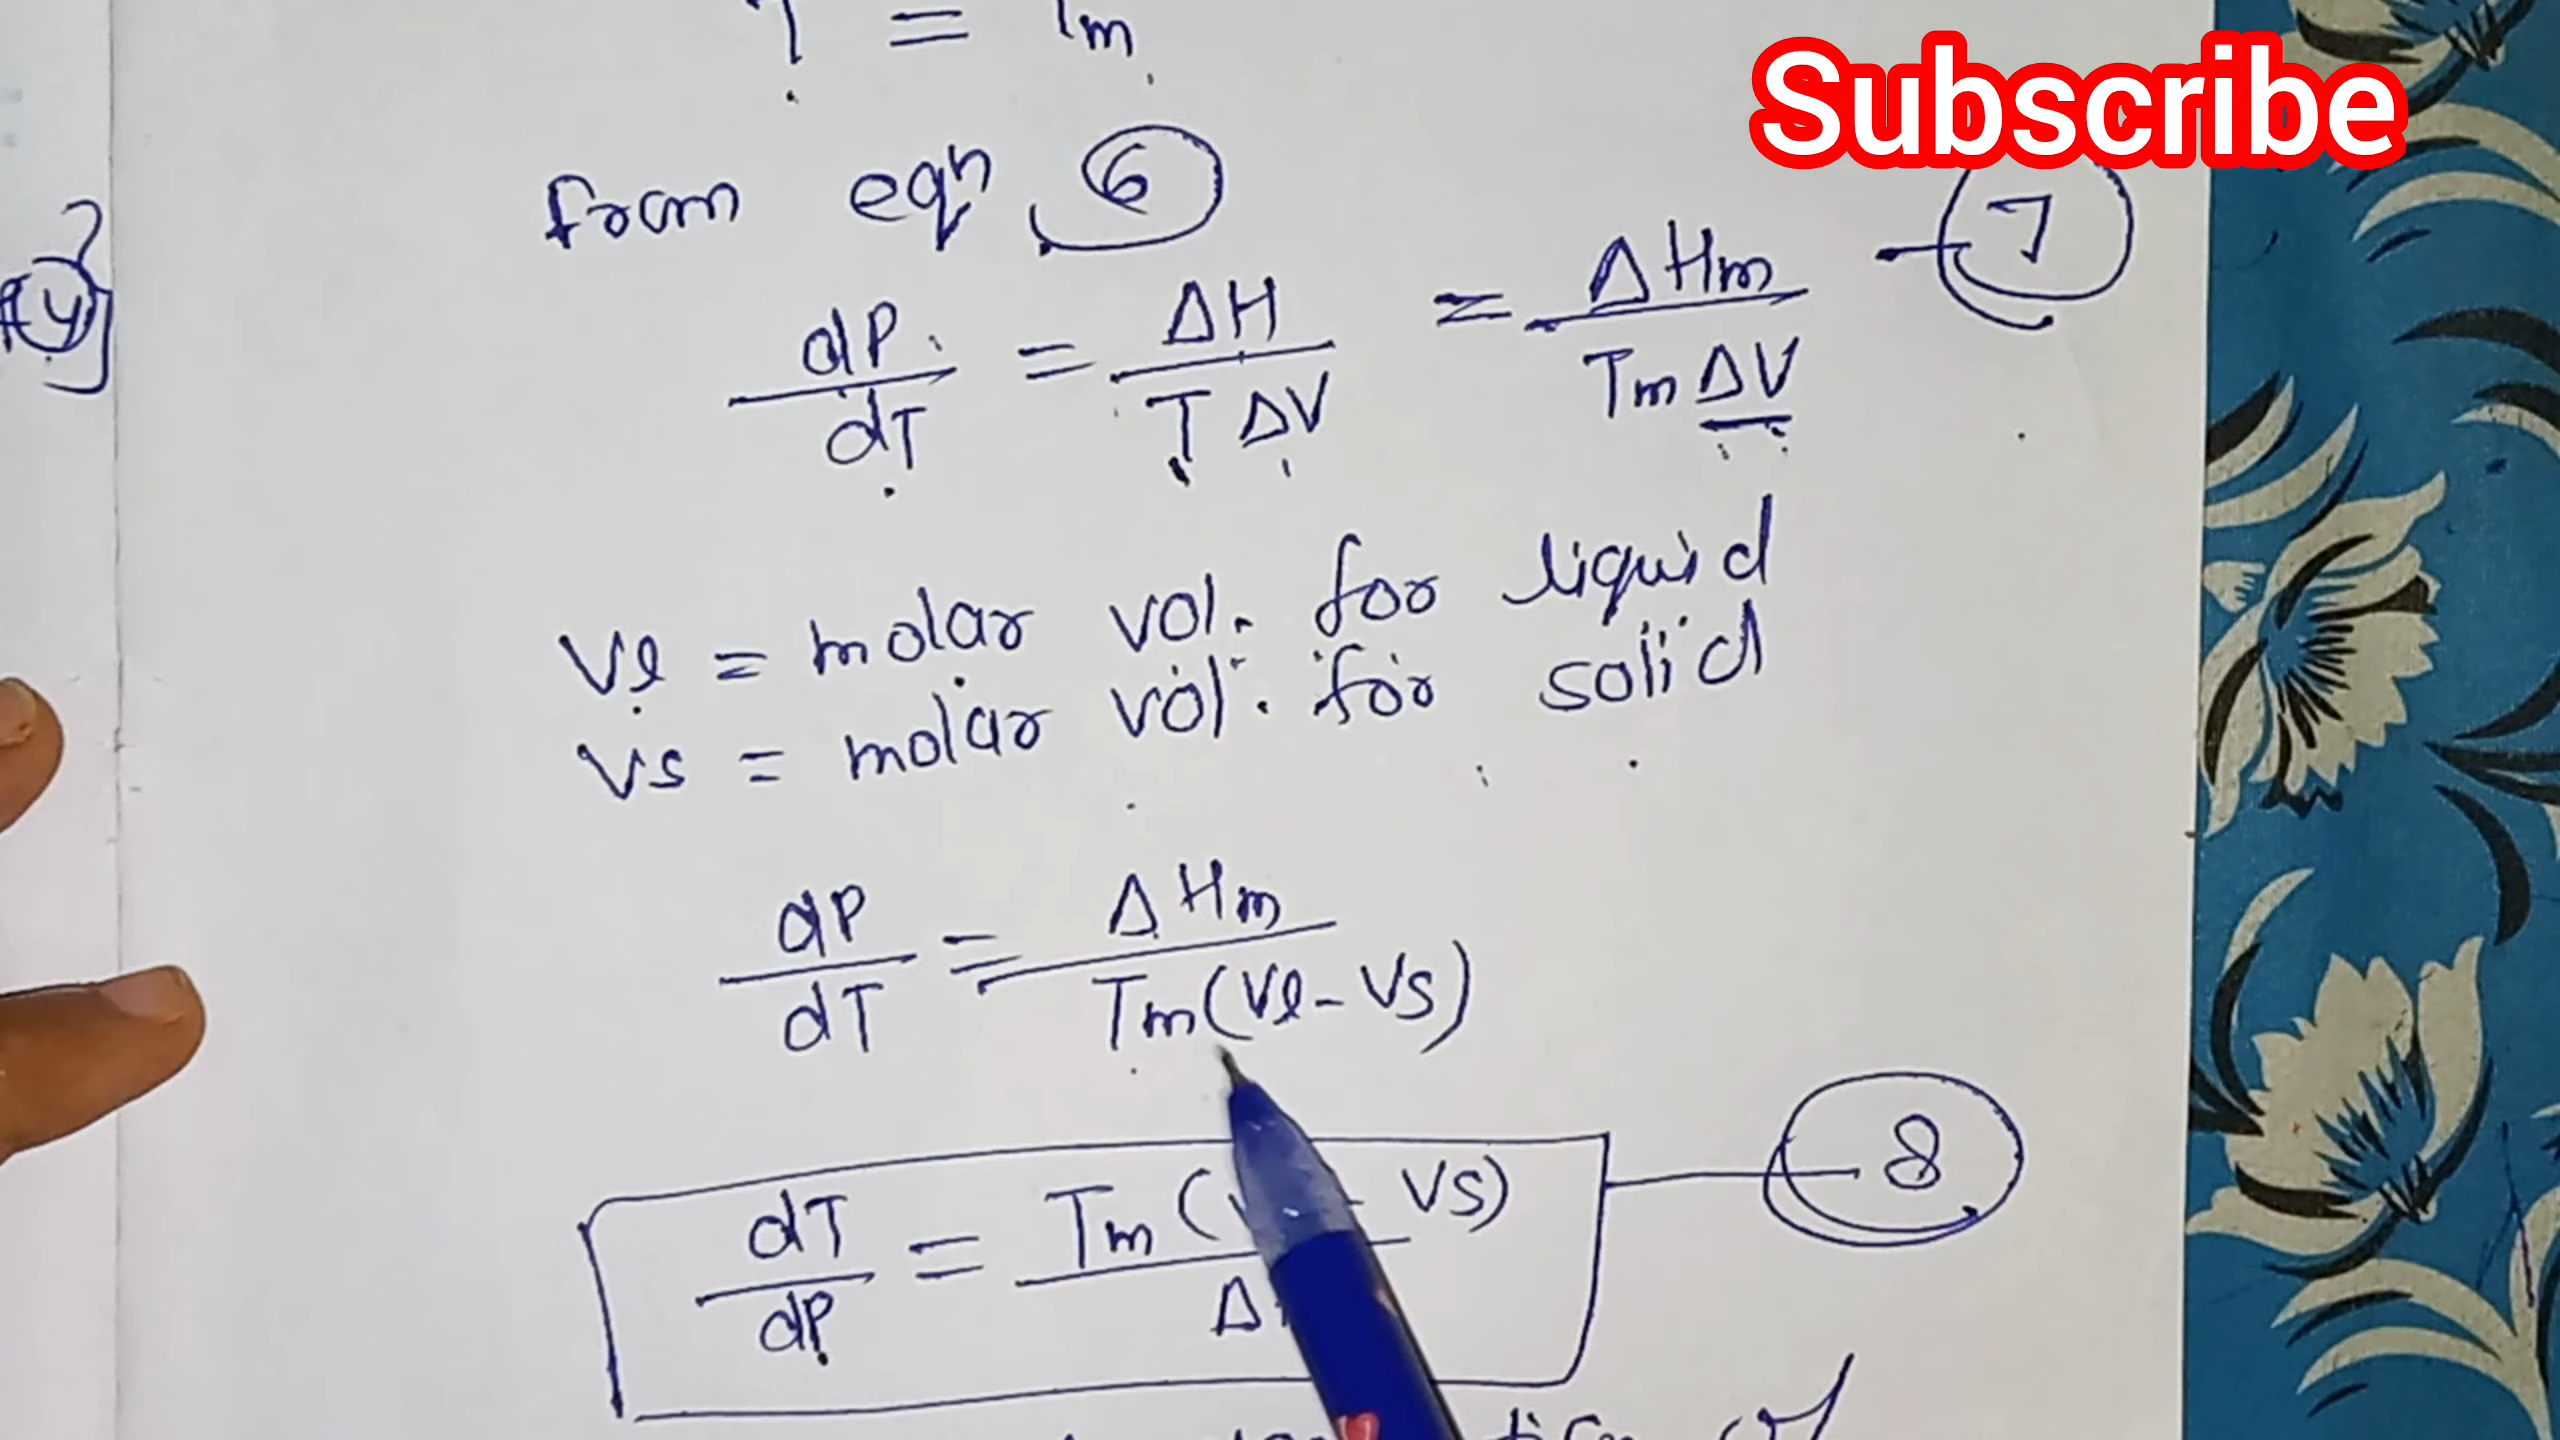 T = Tm
Subscribe
from eqn 6
dP/dT = ΔH/TΔV = ΔHm/TmΔV — 7
Vl = molar vol. for liquid
Vs = molar vol. for solid
dP/dT = ΔHm/Tm(Vl - Vs)
dT/dP = Tm( - Vs)/Δ — 8
of